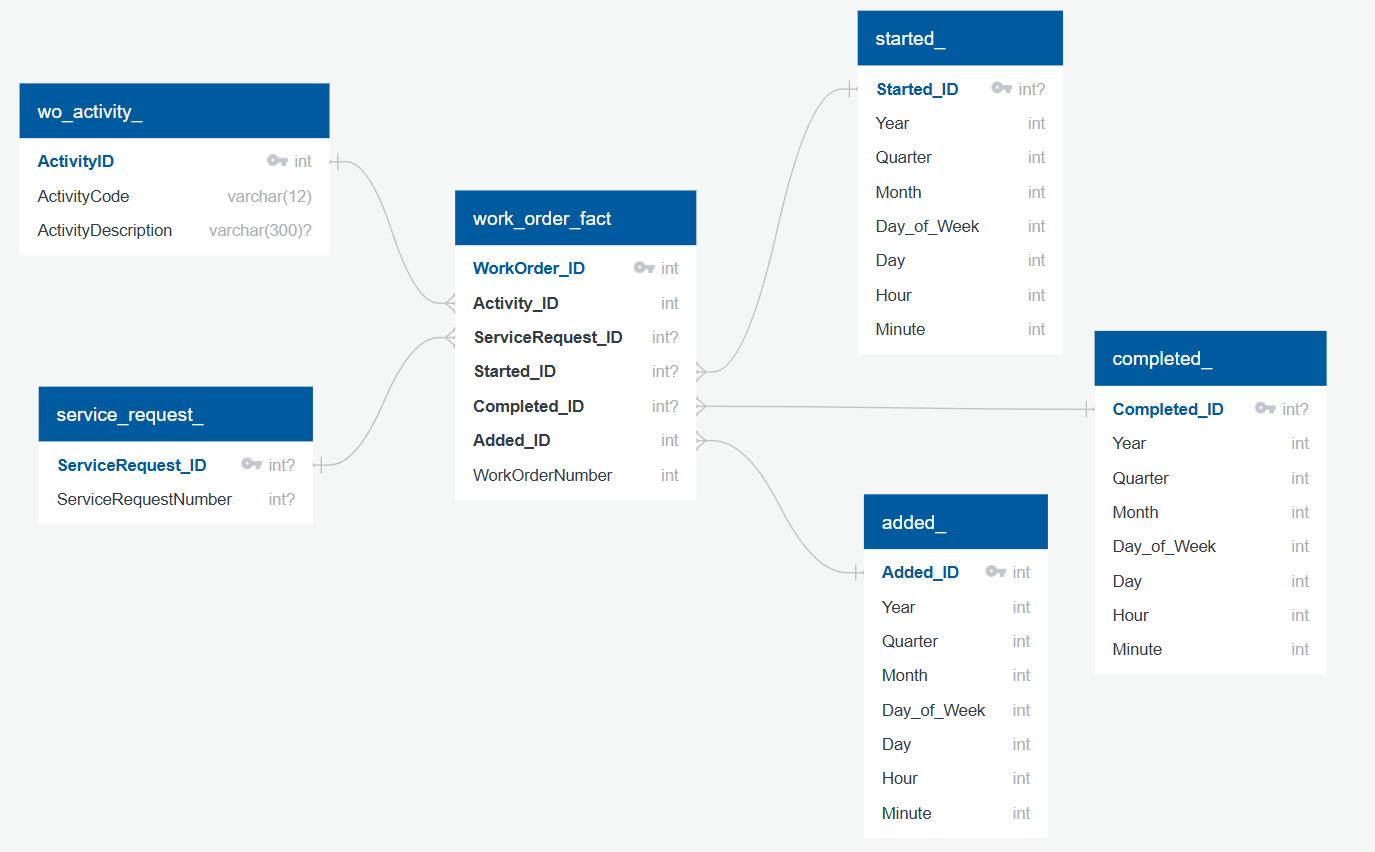 wo_activity_
ActivityID int
ActivityCode varchar(12)
ActivityDescription varchar(300)?
service_request_
ServiceRequest_ID int?
ServiceRequestNumber int?
work_order_fact
WorkOrder_ID int
Activity_ID int
ServiceRequest_ID int?
Started_ID int?
Completed_ID int?
Added_ID int
WorkOrderNumber int
started_
Started_ID int?
Year int
Quarter int
Month int
Day_of_Week int
Day int
Hour int
Minute int
completed_
Completed_ID int?
Year int
Quarter int
Month int
Day_of_Week int
Day int
Hour int
Minute int
added_
Added_ID int
Year int
Quarter int
Month int
Day_of_Week int
Day int
Hour int
Minute int